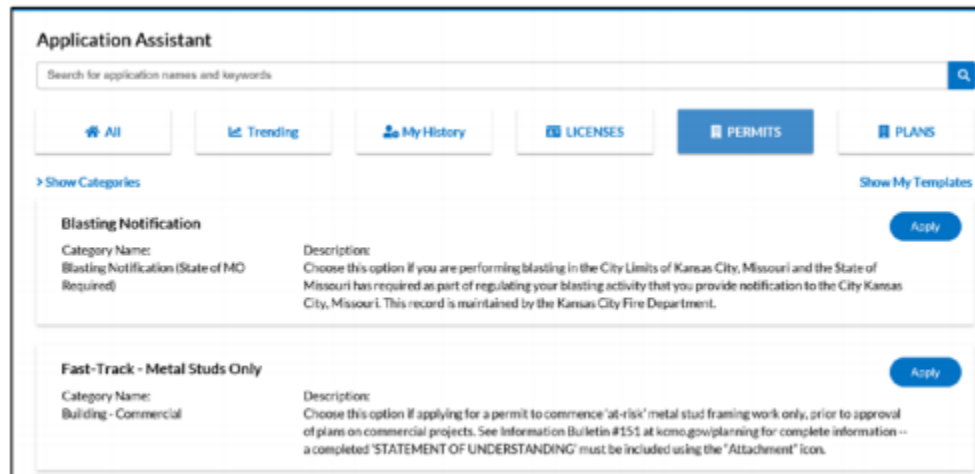 Application Assistant
Search for application names and keywords
All
Trending
My History
LICENSES
PERMITS
PLANS
> Show Categories
Show My Templates
Blasting Notification
Apply
Category Name:
Blasting Notification (State of MO
Required)
Description:
Choose this option if you are performing blasting in the City Limits of Kansas City, Missouri and the State of
Missouri has required as part of regulating your blasting activity that you provide notification to the City Kansas
City, Missouri. This record is maintained by the Kansas City Fire Department.
Fast-Track - Metal Studs Only
Apply
Category Name:
Building - Commercial
Description:
Choose this option if applying for a permit to commence 'at-risk' metal stud framing work only, prior to approval
of plans on commercial projects. See Information Bulletin #151 at kcmo.gov/planning for complete information --
a completed 'STATEMENT OF UNDERSTANDING' must be included using the "Attachment" icon.